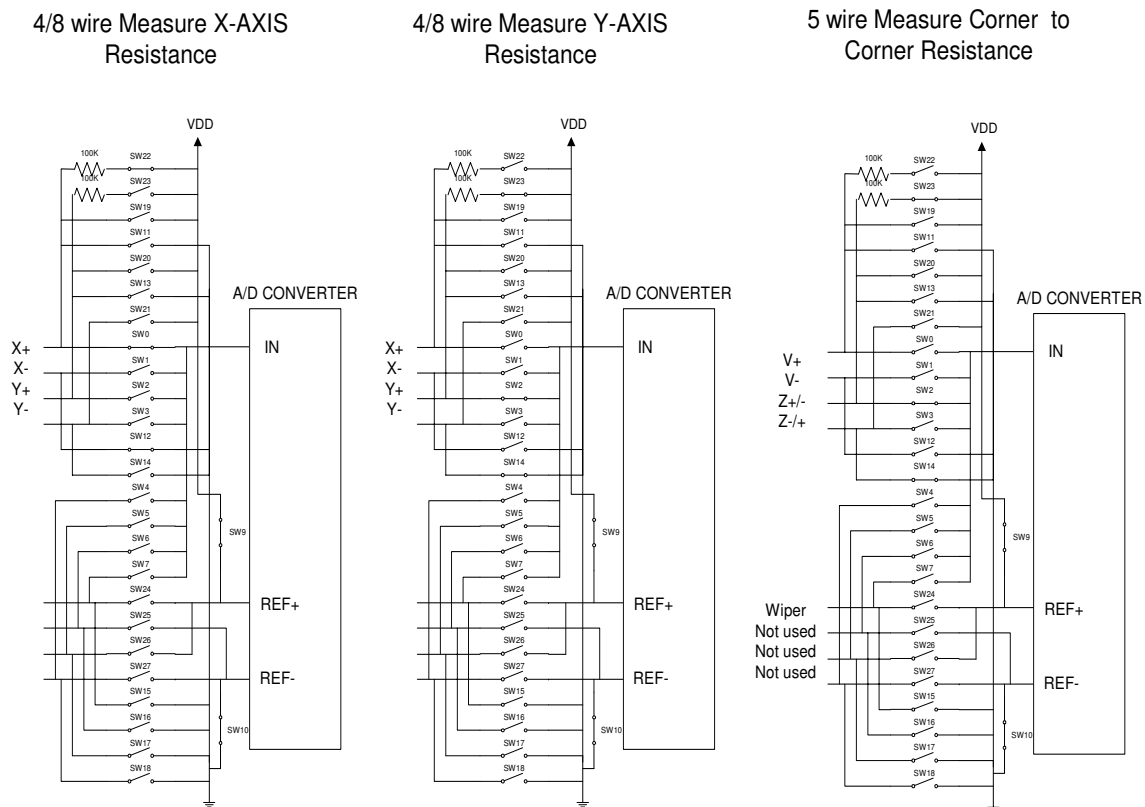 4/8 wire Measure X-AXIS
Resistance
VDD
100K
SW22
100K
SW23
SW19
SW11
SW20
SW13
A/D CONVERTER
SW21
X+
SW0
IN
X-
SW1
Y+
SW2
Y-
SW3
SW12
SW14
SW4
SW5
SW9
SW6
SW7
SW24
REF+
SW25
SW26
SW27
REF-
SW15
SW16
SW10
SW17
SW18
4/8 wire Measure Y-AXIS
Resistance
VDD
100K
SW22
100K
SW23
SW19
SW11
SW20
SW13
A/D CONVERTER
SW21
X+
SW0
IN
X-
SW1
Y+
SW2
Y-
SW3
SW12
SW14
SW4
SW5
SW9
SW6
SW7
SW24
REF+
SW25
SW26
SW27
REF-
SW15
SW16
SW10
SW17
SW18
5 wire Measure Corner to
Corner Resistance
VDD
100K
SW22
100K
SW23
SW19
SW11
SW20
SW13
A/D CONVERTER
SW21
V+
SW0
IN
V-
SW1
Z+/-
SW2
Z-/+
SW3
SW12
SW14
SW4
SW5
SW9
SW6
SW7
Wiper
SW24
REF+
Not used
SW25
Not used
SW26
Not used
SW27
REF-
SW15
SW16
SW10
SW17
SW18